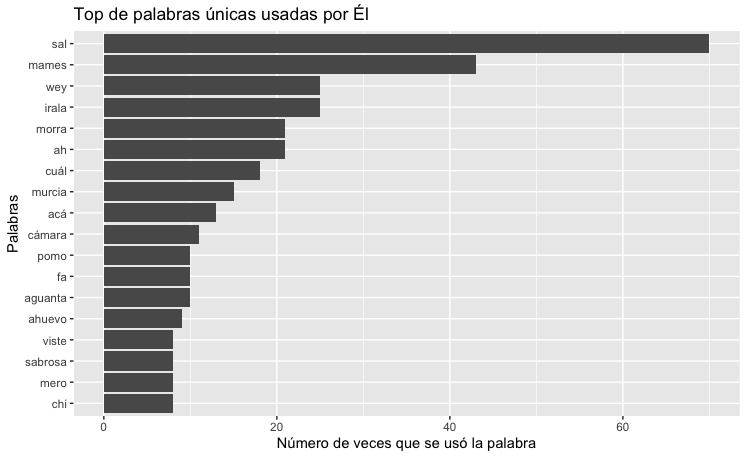 Top de palabras únicas usadas por Él
Palabras
sal
mames
wey
irala
morra
ah
cuál
murcia
acá
cámara
pomo
fa
aguanta
ahuevo
viste
sabrosa
mero
chi
0 20 40 60
Número de veces que se usó la palabra